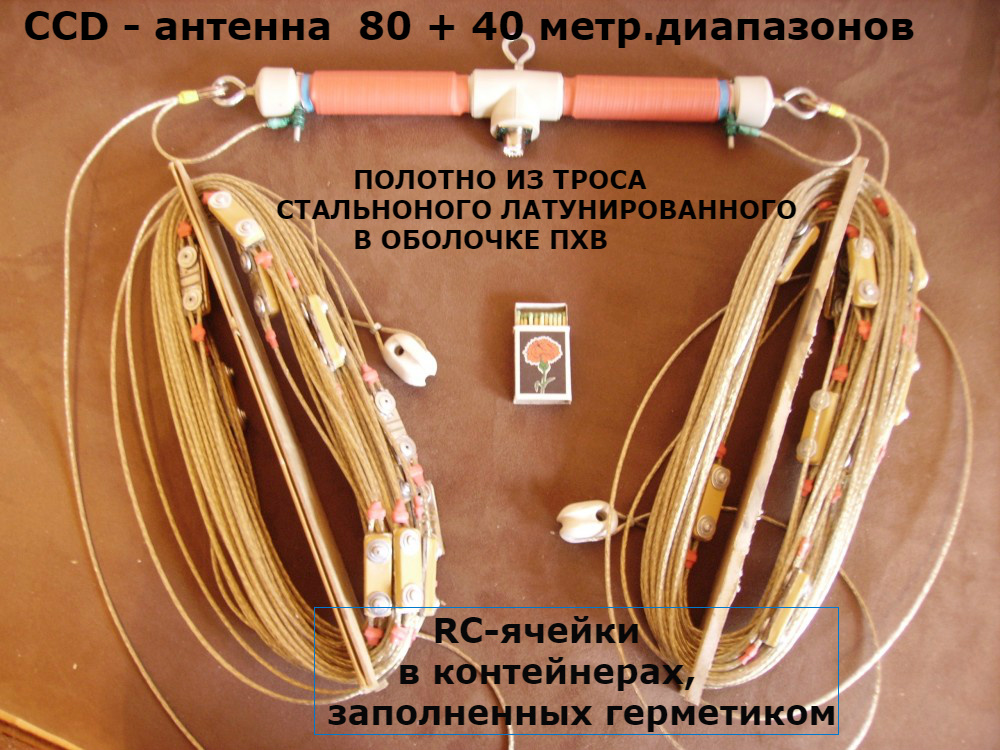 CCD - антенна 80 + 40 метр.диапазонов
ПОЛОТНО ИЗ ТРОСА
СТАЛЬНОНОГО ЛАТУНИРОВАННОГО
В ОБОЛОЧКЕ ПХВ
RC-ячейки
в контейнерах,
заполненных герметиком